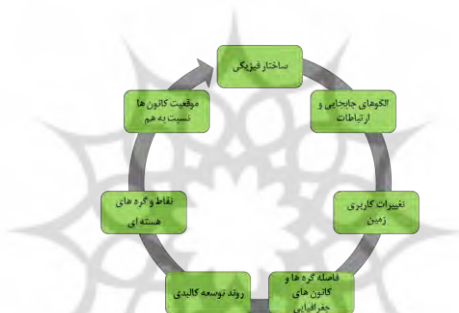 ساختار فیزیکی
الگوهای جابجایی و
ارتباطات
تغییرات کاربری
زمین
فاصله گره ها و
کانون های
جغرافیایی
روند توسعه کالبدی
نقاط و گره های
هسته ای
موقعیت کانون ها
نسبت به هم